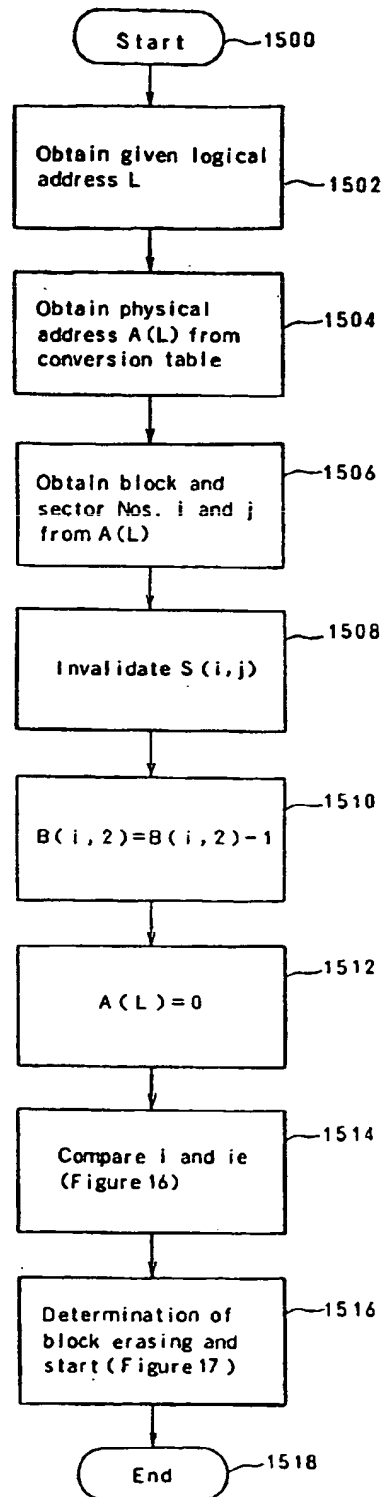 Start
1500
Obtain given logical
address L
1502
Obtain physical
address A(L) from
conversion table
1504
Obtain block and
sector Nos. i and j
from A(L)
1506
Invalidate S(i,j)
1508
B(i,2)=B(i,2)-1
1510
A(L)=0
1512
Compare i and ie
(Figure 16)
1514
Determination of
block erasing and
start(Figure 17)
1516
End
1518